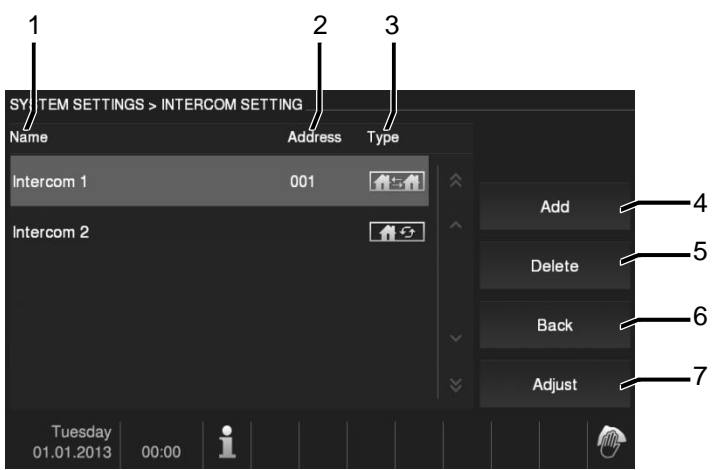 1 2 3
SYSTEM SETTINGS > INTERCOM SETTING
Name Address Type
Intercom 1 001
Add 4
Intercom 2
Delete 5
Back 6
Adjust 7
Tuesday
01.01.2013 00:00 i